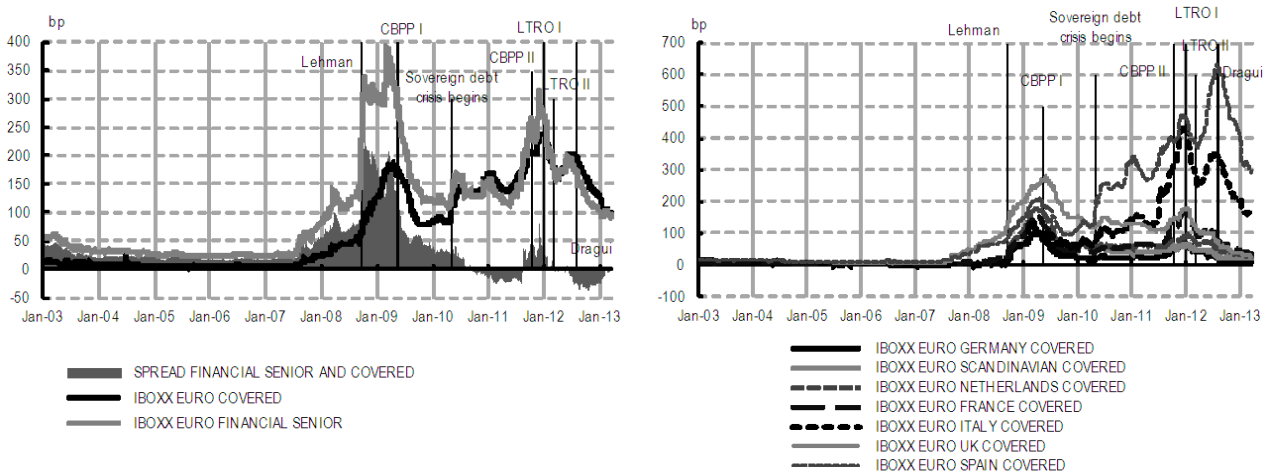 bp
CBPP I
LTRO I
Lehman
CBPP II
Sovereign debt
crisis begins
LTRO II
Dragui
400
350
300
250
200
150
100
50
0
-50
Jan-03 Jan-04 Jan-05 Jan-06 Jan-07 Jan-08 Jan-09 Jan-10 Jan-11 Jan-12 Jan-13
SPREAD FINANCIAL SENIOR AND COVERED
IBOXX EURO COVERED
IBOXX EURO FINANCIAL SENIOR
bp
Lehman
Sovereign debt
crisis begins
LTRO I
LTRO II
CBPP I
CBPP II
Dragui
700
600
500
400
300
200
100
0
-100
Jan-03 Jan-04 Jan-05 Jan-06 Jan-07 Jan-08 Jan-09 Jan-10 Jan-11 Jan-12 Jan-13
IBOXX EURO GERMANY COVERED
IBOXX EURO SCANDINAVIAN COVERED
IBOXX EURO NETHERLANDS COVERED
IBOXX EURO FRANCE COVERED
IBOXX EURO ITALY COVERED
IBOXX EURO UK COVERED
IBOXX EURO SPAIN COVERED